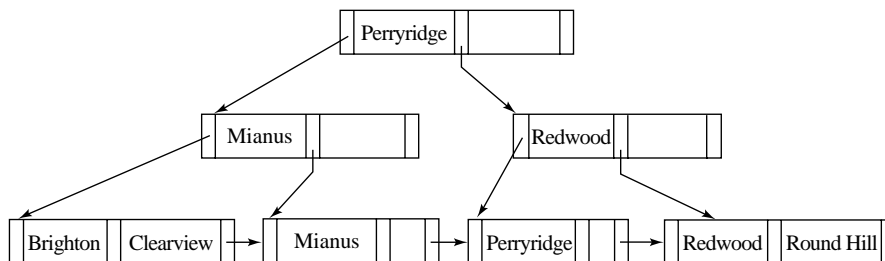 Perryridge
Mianus Redwood
Brighton Clearview Mianus Perryridge Redwood Round Hill